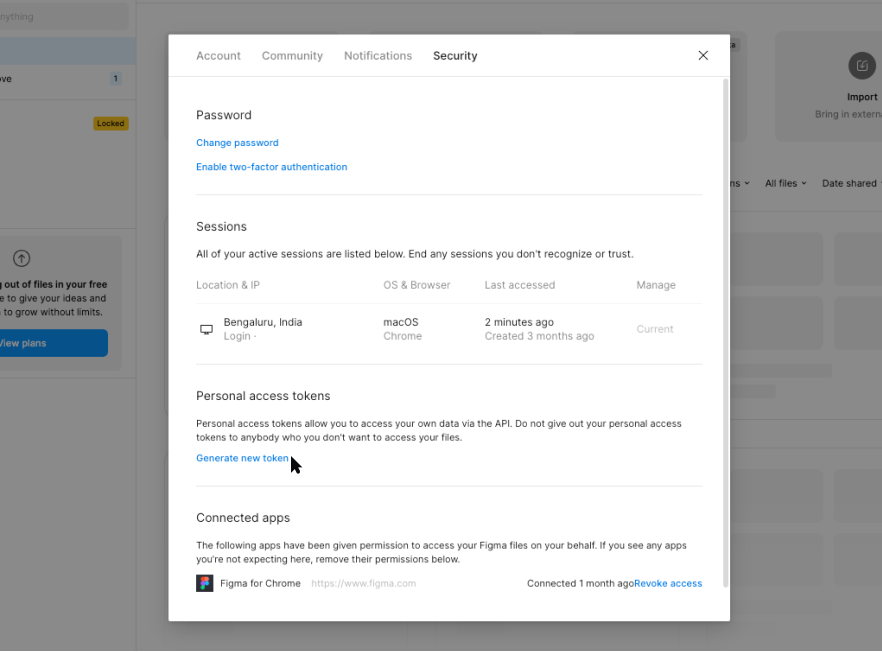 nything
Account
Community
Notifications
Security
ove
1
Locked
out of files in your free
e to give your ideas and
to grow without limits.
View plans
Import
Bring in extern
ns
All files
Date shared
Password
Change password
Enable two-factor authentication
Sessions
All of your active sessions are listed below. End any sessions you don't recognize or trust.
Location & IP
OS & Browser
Last accessed
Manage
Bengaluru, India
Login ·
macOS
Chrome
2 minutes ago
Created 3 months ago
Current
Personal access tokens
Personal access tokens allow you to access your own data via the API. Do not give out your personal access
tokens to anybody who you don't want to access your files.
Generate new token
Connected apps
The following apps have been given permission to access your Figma files on your behalf. If you see any apps
you're not expecting here, remove their permissions below.
Figma for Chrome
https://www.figma.com
Connected 1 month ago
Revoke access